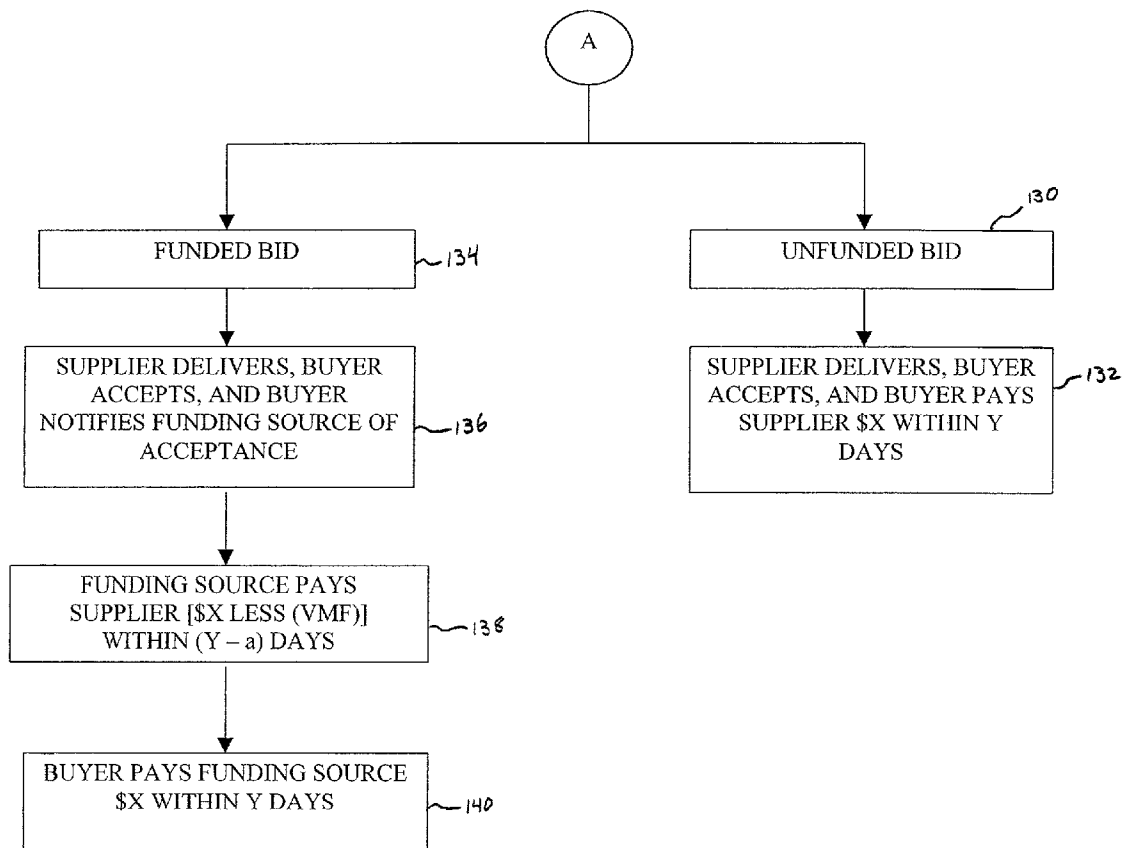 A
130
FUNDED BID
134
UNFUNDED BID
SUPPLIER DELIVERS, BUYER
ACCEPTS, AND BUYER
NOTIFIES FUNDING SOURCE OF
ACCEPTANCE
136
SUPPLIER DELIVERS, BUYER
ACCEPTS, AND BUYER PAYS
SUPPLIER $X WITHIN Y
DAYS
132
FUNDING SOURCE PAYS
SUPPLIER [$X LESS (VMF)]
WITHIN (Y – a) DAYS
138
BUYER PAYS FUNDING SOURCE
$X WITHIN Y DAYS
140